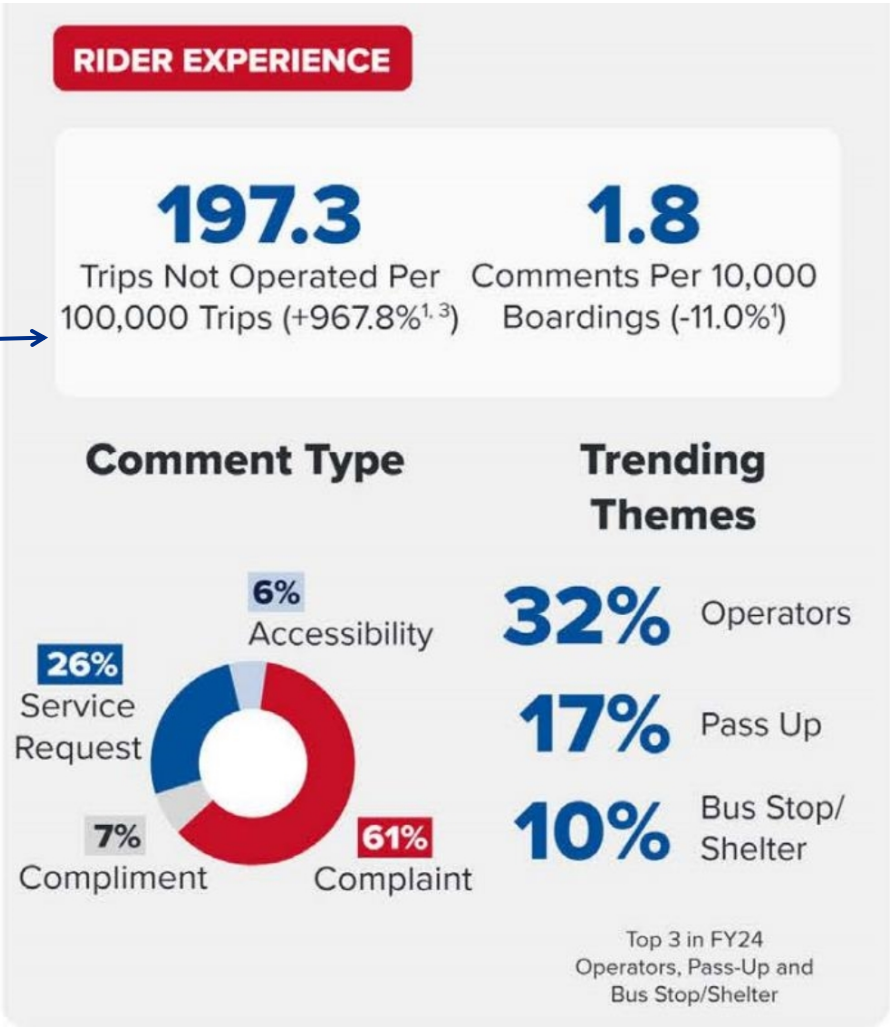 RIDER EXPERIENCE
197.3
Trips Not Operated Per
100,000 Trips (+967.8%¹˒ ³)
1.8
Comments Per 10,000
Boardings (-11.0%¹)
Comment Type
6%
Accessibility
26%
Service
Request
7%
Compliment
61%
Complaint
Trending
Themes
32% Operators
17% Pass Up
10% Bus Stop/
Shelter
Top 3 in FY24
Operators, Pass-Up and
Bus Stop/Shelter